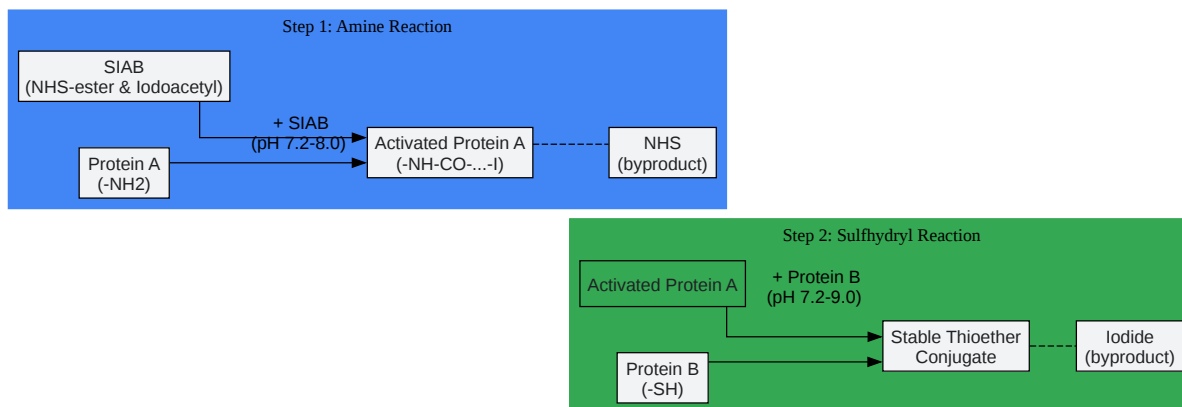 Step 1: Amine Reaction
SIAB
(NHS-ester & Iodoacetyl)
+ SIAB
(pH 7.2-8.0)
Protein A
(-NH2)
Activated Protein A
(-NH-CO-...-I)
NHS
(byproduct)
Step 2: Sulfhydryl Reaction
Activated Protein A
+ Protein B
(pH 7.2-9.0)
Protein B
(-SH)
Stable Thioether
Conjugate
Iodide
(byproduct)